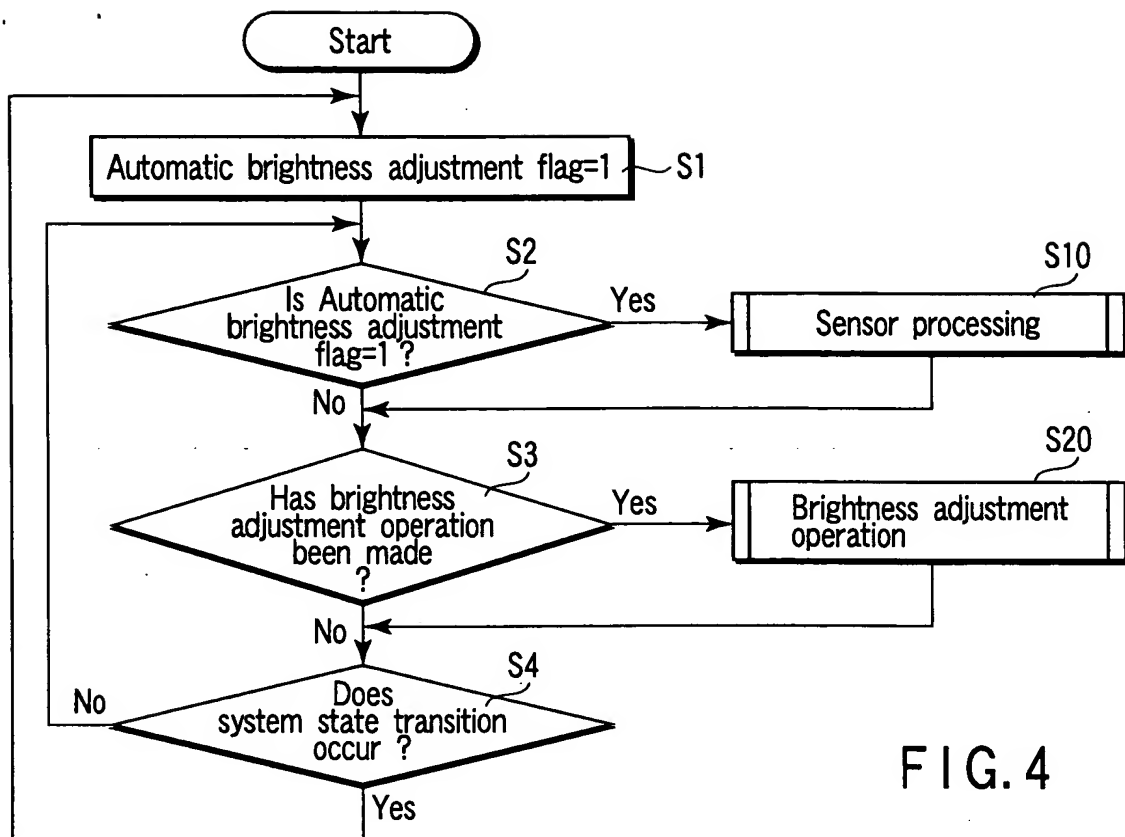 Start
Automatic brightness adjustment flag=1
S1
S2
Is Automatic
brightness adjustment
flag=1 ?
Yes
S10
Sensor processing
No
S3
Has brightness
adjustment operation
been made
?
Yes
S20
Brightness adjustment
operation
No
S4
Does
system state transition
occur ?
No
Yes
FIG. 4